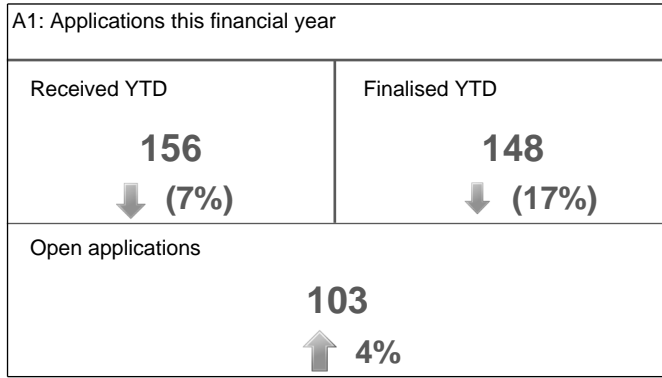 A1: Applications this financial year
Received YTD
Finalised YTD
156
148
(7%)
(17%)
Open applications
103
4%